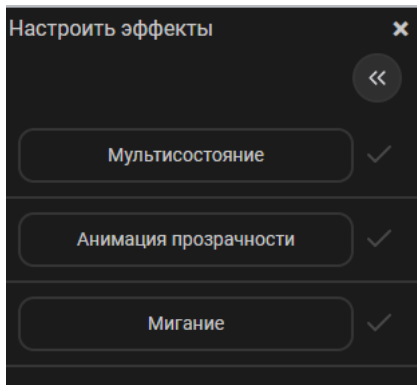 Настроить эффекты
Мультисостояние
Анимация прозрачности
Мигание